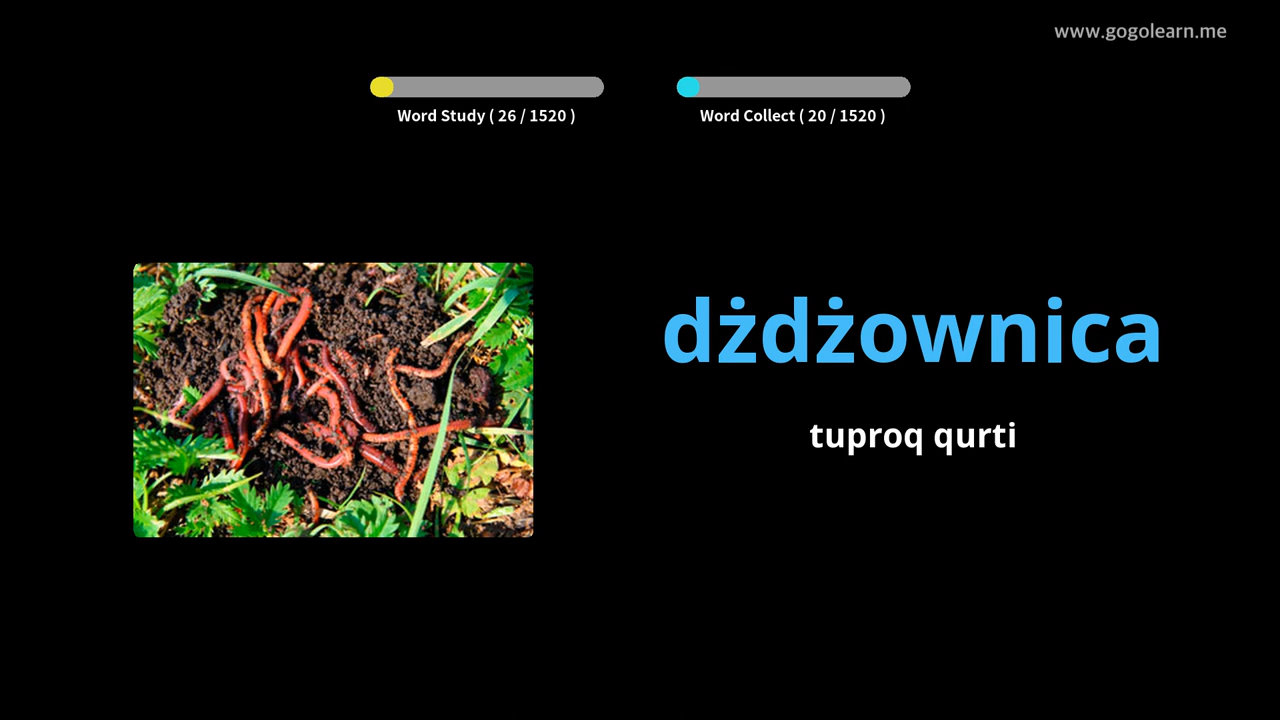 www.gogolearn.me
Word Study ( 26 / 1520 )
Word Collect ( 20 / 1520 )
dżdżownica
tuproq qurti